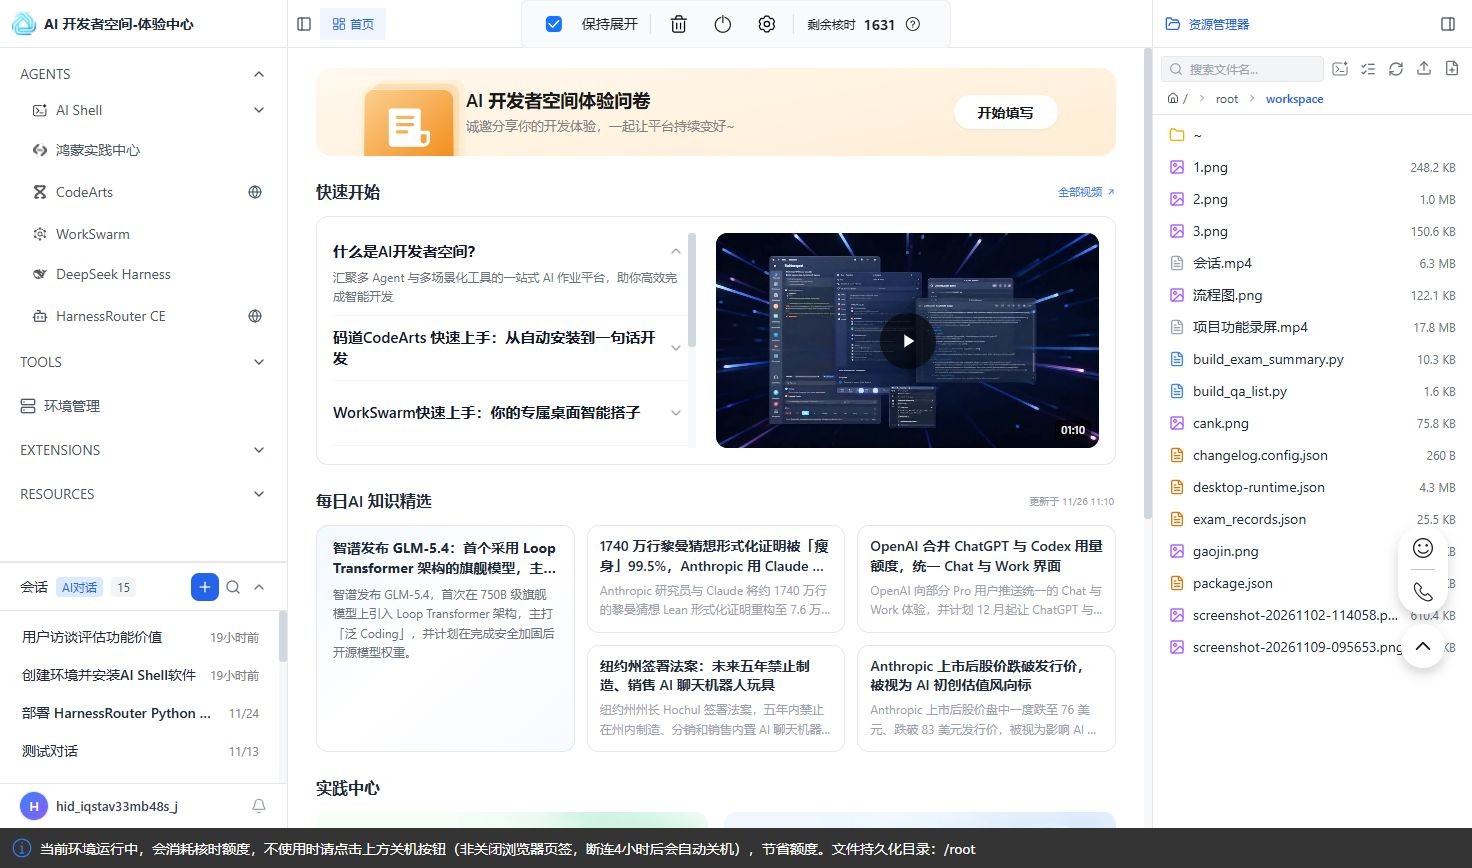 AI 开发者空间-体验中心
首页
保持展开
剩余核时 1631
资源管理器
AGENTS
AI Shell
鸿蒙实践中心
CodeArts
WorkSwarm
DeepSeek Harness
HarnessRouter CE
TOOLS
环境管理
EXTENSIONS
RESOURCES
会话 AI对话 15
用户访谈评估功能价值 19小时前
创建环境并安装AI Shell软件 19小时前
部署 HarnessRouter Python ... 11/24
测试对话 11/13
H hid_iqstav33mb48s_j
AI 开发者空间体验问卷
诚邀分享你的开发体验，一起让平台持续变好~
开始填写
快速开始
全部视频
什么是AI开发者空间?
汇聚多 Agent 与多场景化工具的一站式 AI 作业平台，助你高效完
成智能开发
码道CodeArts 快速上手：从自动安装到一句话开
发
WorkSwarm快速上手：你的专属桌面智能搭子
01:10
每日AI 知识精选
更新于 11/26 11:10
智谱发布 GLM-5.4：首个采用 Loop
Transformer 架构的旗舰模型，主...
智谱发布 GLM-5.4，首次在 750B 级旗舰
模型上引入 Loop Transformer 架构，主打
「泛 Coding」，并计划在完成安全加固后
开源模型权重。
1740 万行黎曼猜想形式化证明被「瘦
身」99.5%，Anthropic 用 Claude ...
Anthropic 研究员与 Claude 将约 1740 万行
的黎曼猜想 Lean 形式化证明重构至 7.6 万...
OpenAI 合并 ChatGPT 与 Codex 用量
额度，统一 Chat 与 Work 界面
OpenAI 向部分 Pro 用户推送统一的 Chat 与
Work 体验，并计划 12 月起让 ChatGPT 与...
纽约州签署法案：未来五年禁止制
造、销售 AI 聊天机器人玩具
纽约州州长 Hochul 签署法案，五年内禁止
在州内制造、分销和销售内置 AI 聊天机器...
Anthropic 上市后股价跌破发行价，
被视为 AI 初创估值风向标
Anthropic 上市后股价盘中一度跌至 76 美
元、跌破 83 美元发行价，被视为影响 AI ...
实践中心
搜索文件名...
/ root workspace
~
1.png 248.2 KB
2.png 1.0 MB
3.png 150.6 KB
会话.mp4 6.3 MB
流程图.png 122.1 KB
项目功能录屏.mp4 17.8 MB
build_exam_summary.py 10.3 KB
build_qa_list.py 1.6 KB
cank.png 75.8 KB
changelog.config.json 260 B
desktop-runtime.json 4.3 MB
exam_records.json 25.5 KB
gaojin.png
package.json
screenshot-20261102-114058.p... 610.4 KB
screenshot-20261109-095653.png KB
当前环境运行中，会消耗核时额度，不使用时请点击上方关机按钮（非关闭浏览器页签，断连4小时后会自动关机），节省额度。文件持久化目录：/root